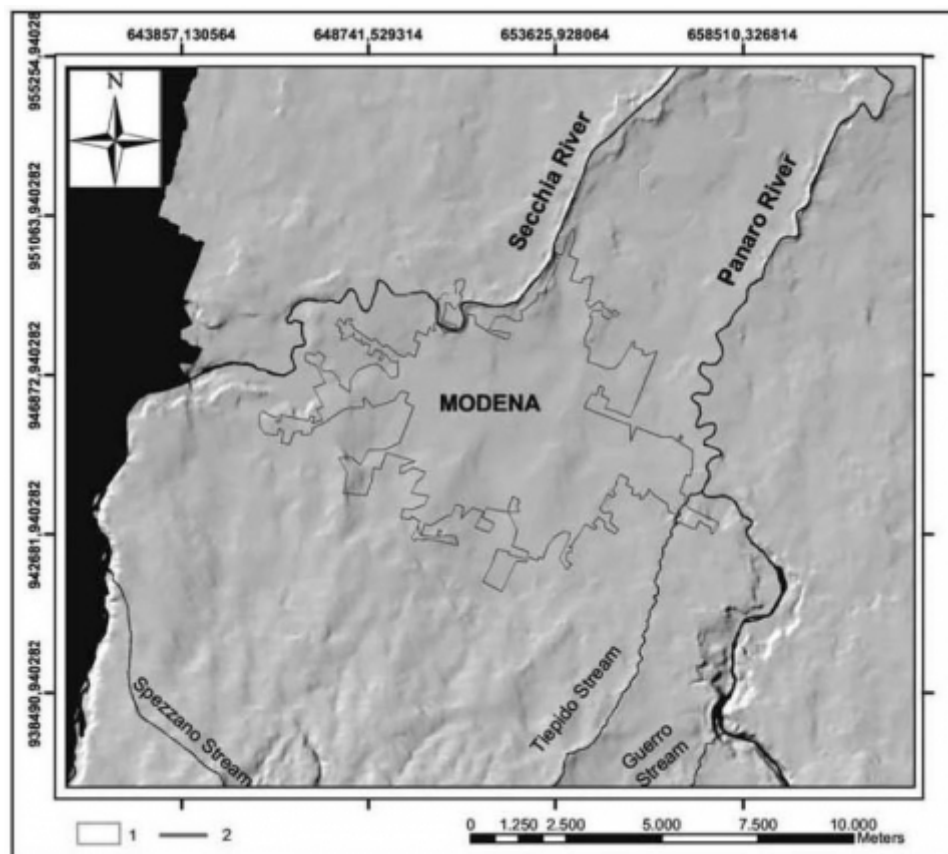 643857,130564 648741,529314 653625,928064 658510,326814
955254,940282
951063,940282
946872,940282
942681,940282
938490,940282
N
Secchia River
Panaro River
MODENA
Spezzano Stream
Tiepido Stream
Guerro
Stream
1 2
0 1.250 2.500 5.000 7.500 10.000
Meters